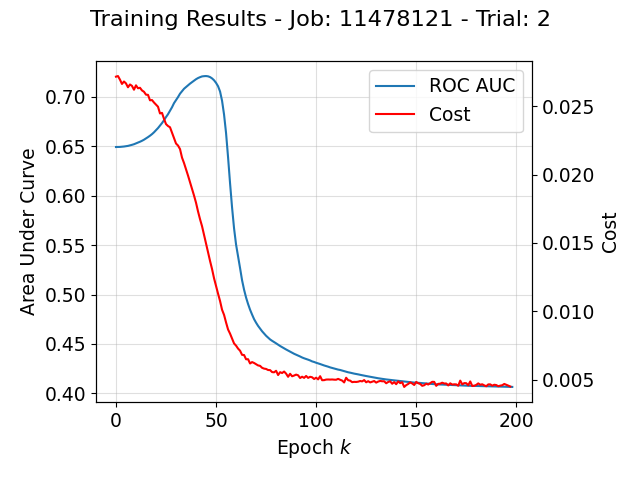 Training Results - Job: 11478121 - Trial: 2
ROC AUC
Cost
Area Under Curve
0.70
0.65
0.60
0.55
0.50
0.45
0.40
0.025
0.020
0.015
0.010
0.005
Cost
0 50 100 150 200
Epoch k